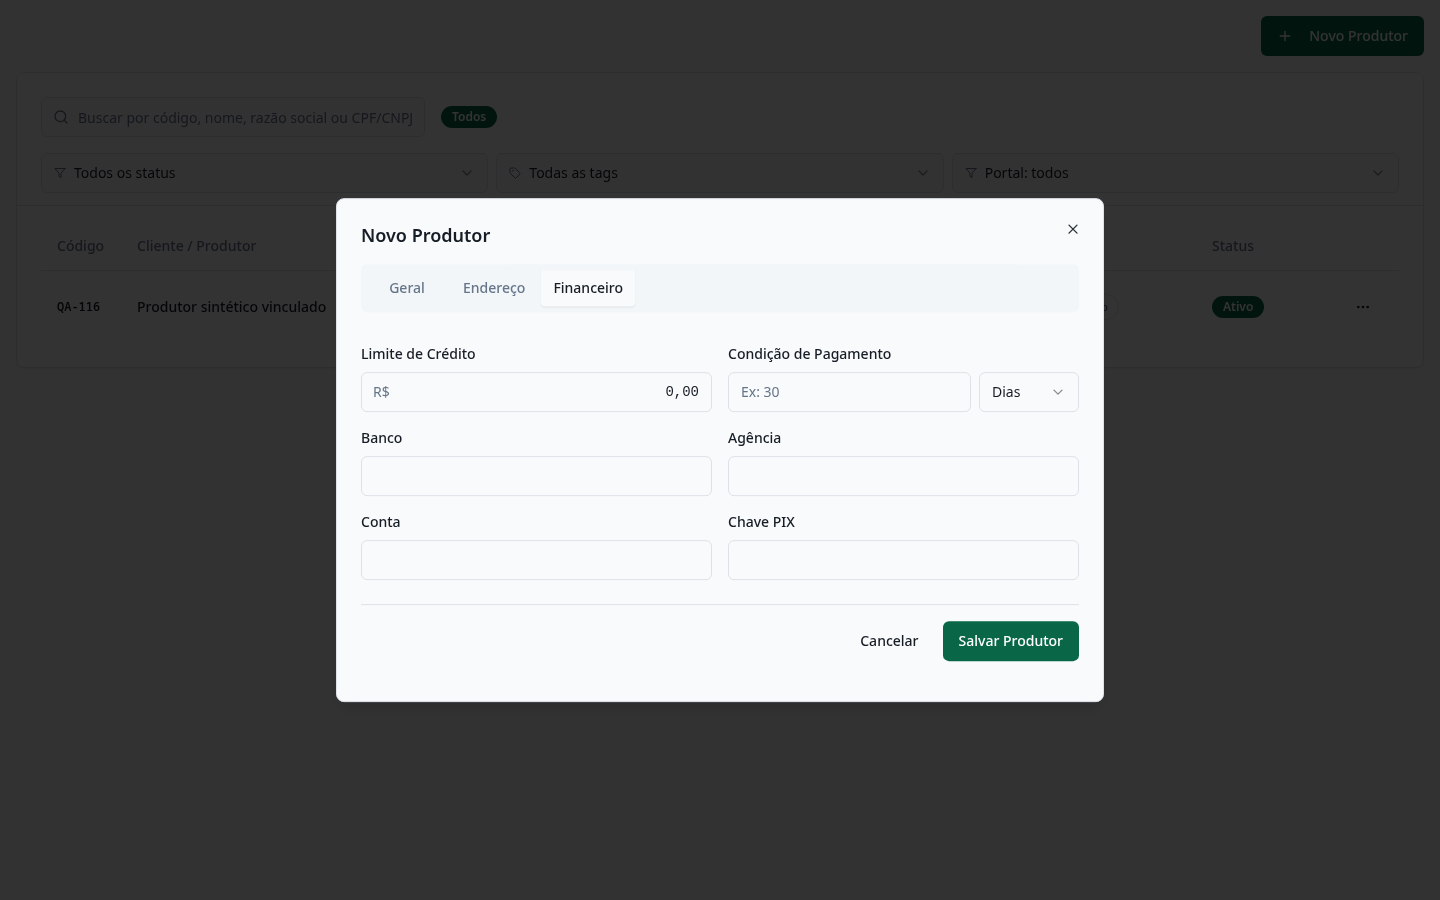 Novo Produtor
Buscar por código, nome, razão social ou CPF/CNPJ
Todos
Todos os status
Todas as tags
Portal: todos
Código
Cliente / Produtor
Status
QA-116
Produtor sintético vinculado
Ativo
Novo Produtor
Geral
Endereço
Financeiro
Limite de Crédito
Condição de Pagamento
R$
0,00
Ex: 30
Dias
Banco
Agência
Conta
Chave PIX
Cancelar
Salvar Produtor